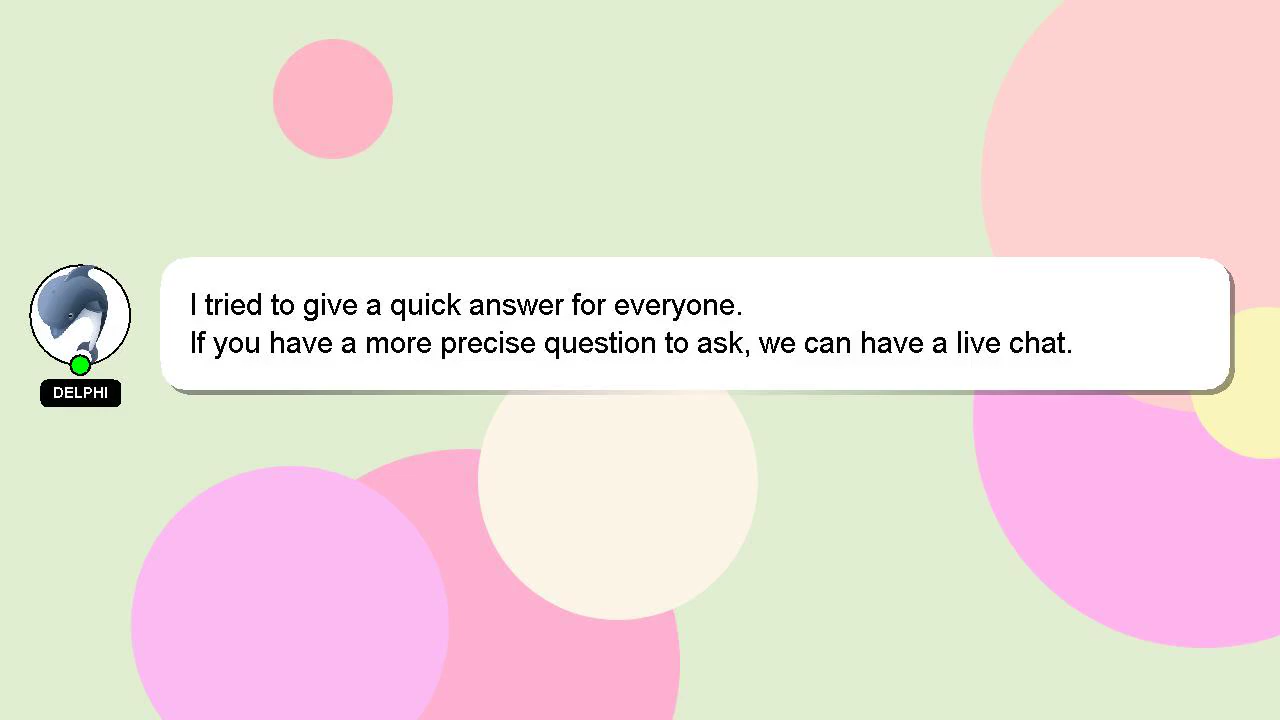 I tried to give a quick answer for everyone.
If you have a more precise question to ask, we can have a live chat.
DELPHI